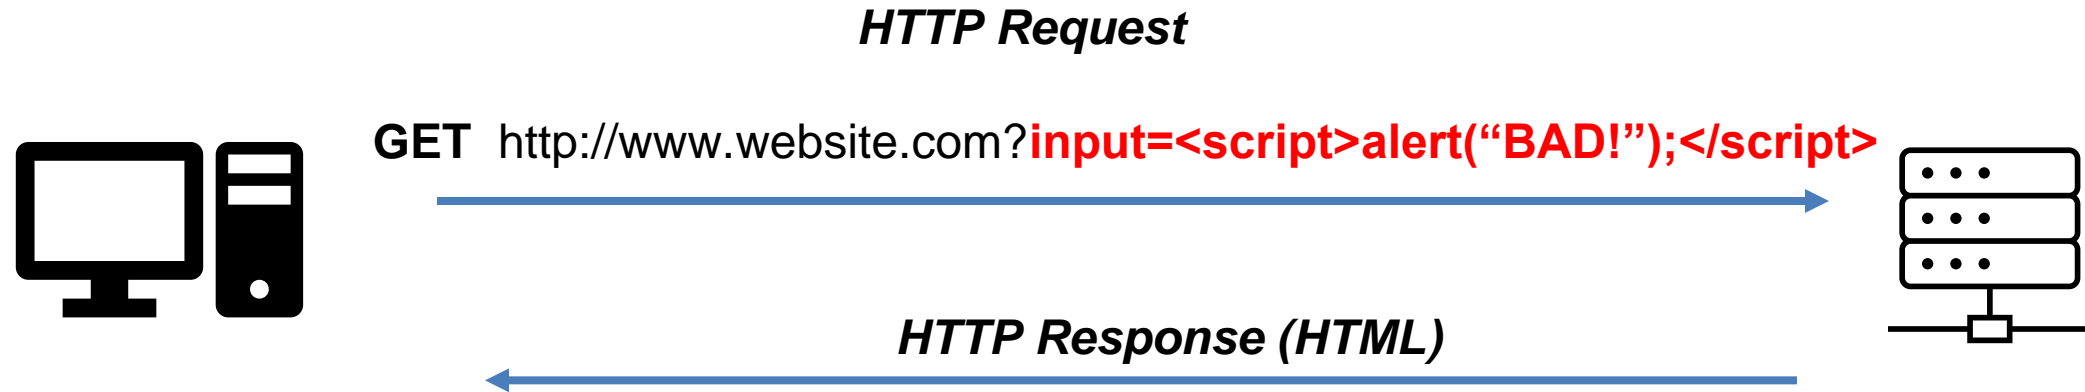 HTTP Request
GET http://www.website.com?input=<script>alert(“BAD!”);</script>
HTTP Response (HTML)